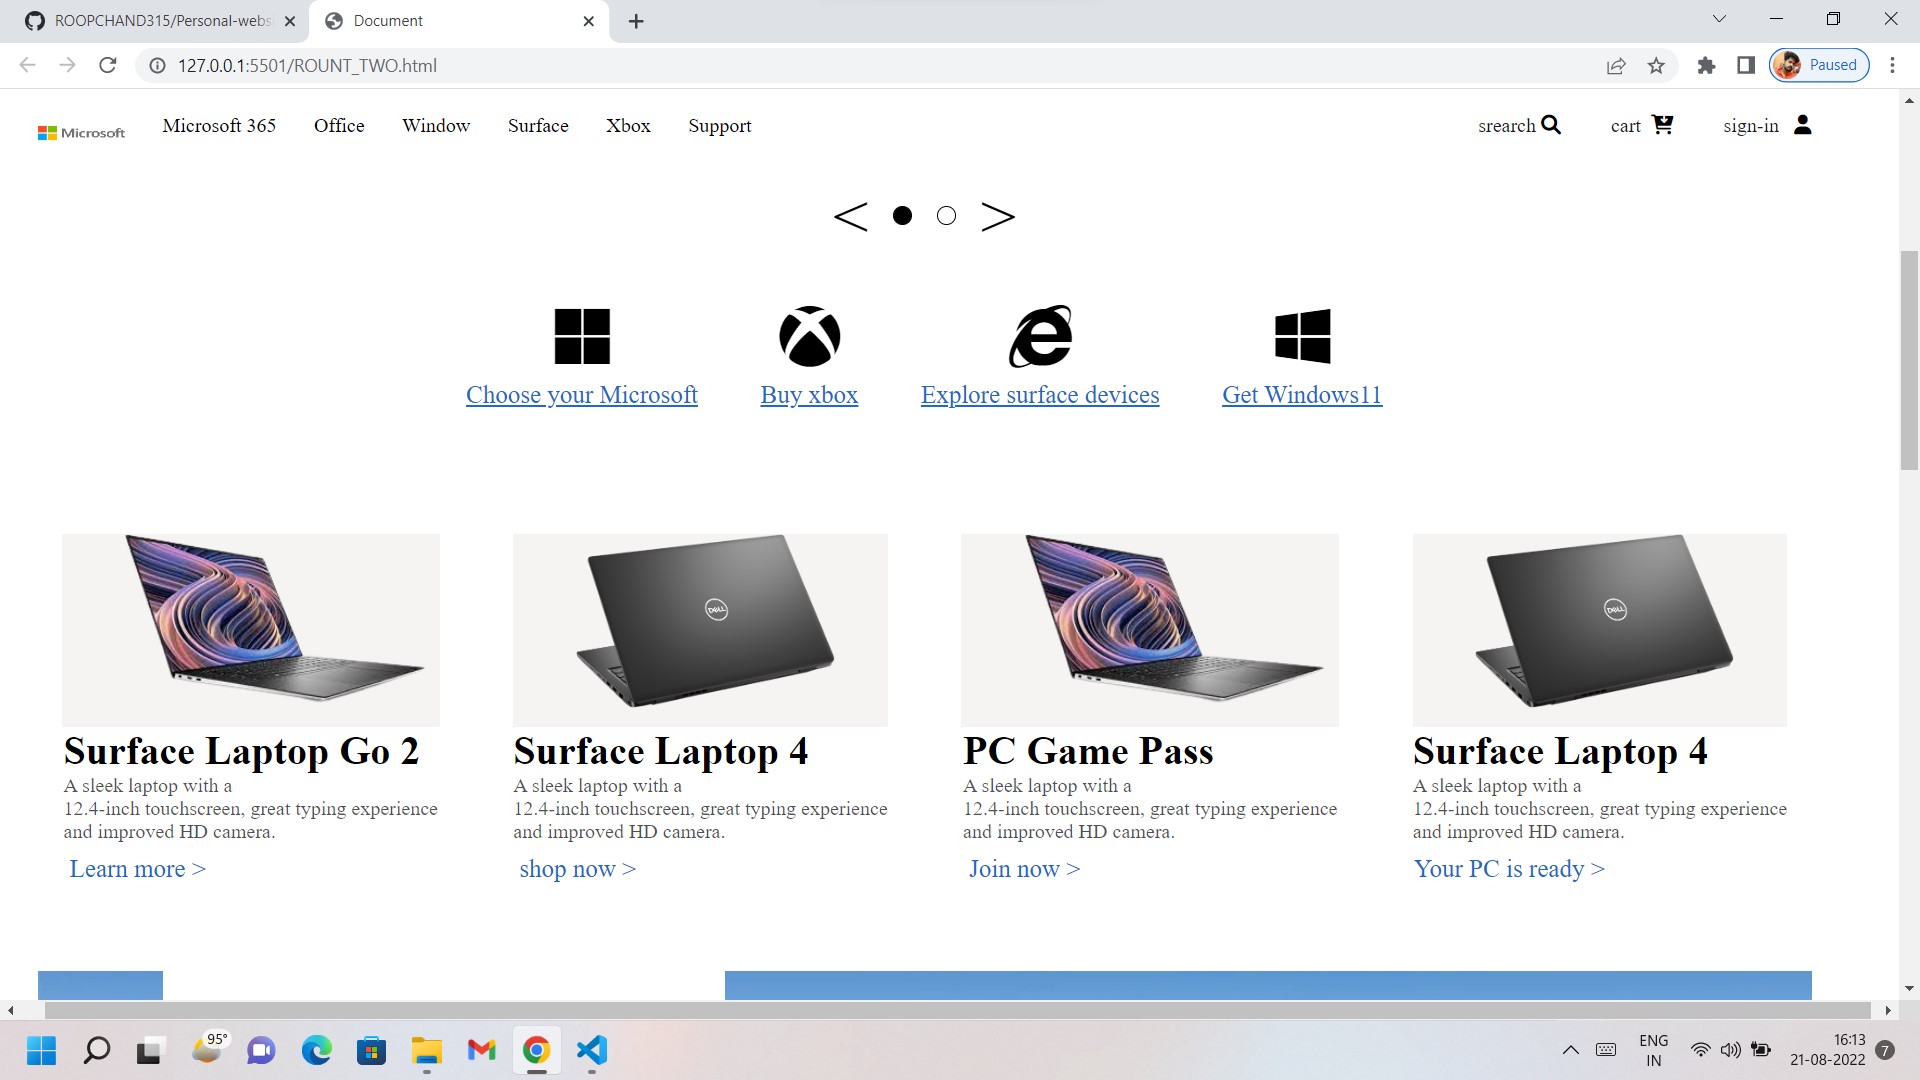 ROOPCHAND315/Personal-webs
Document
127.0.0.1:5501/ROUNT_TWO.html
Paused
Microsoft
Microsoft 365
Office
Window
Surface
Xbox
Support
srearch
cart
sign-in
< >
Choose your Microsoft
Buy xbox
Explore surface devices
Get Windows11
DELL
DELL
Surface Laptop Go 2
A sleek laptop with a
12.4-inch touchscreen, great typing experience
and improved HD camera.
Learn more >
Surface Laptop 4
A sleek laptop with a
12.4-inch touchscreen, great typing experience
and improved HD camera.
shop now >
PC Game Pass
A sleek laptop with a
12.4-inch touchscreen, great typing experience
and improved HD camera.
Join now >
Surface Laptop 4
A sleek laptop with a
12.4-inch touchscreen, great typing experience
and improved HD camera.
Your PC is ready >
95°
ENG
IN
16:13
21-08-2022
7